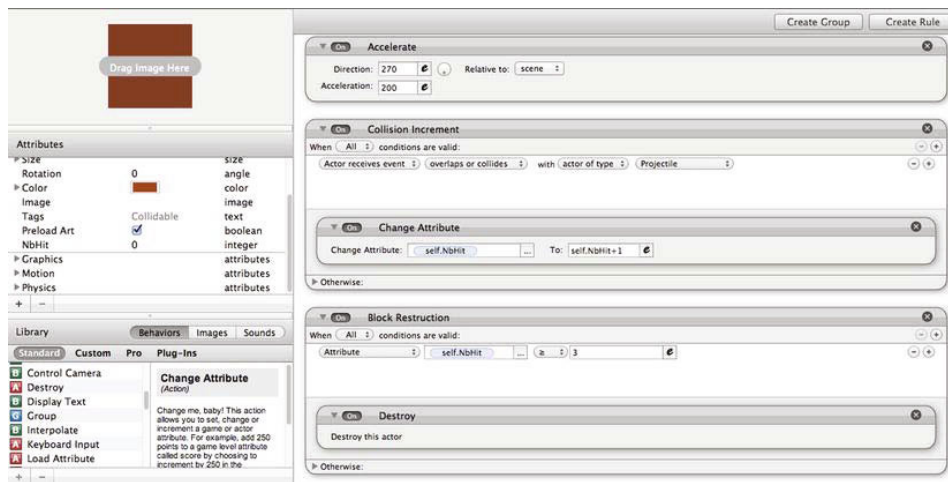 Create Group Create Rule
Drag Image Here
Attributes
Size size
Rotation 0 angle
Color color
Image image
Tags Collidable text
Preload Art boolean
NbHit 0 integer
Graphics attributes
Motion attributes
Physics attributes
+ −
Library Behaviors Images Sounds
Standard Custom Pro Plug-Ins
B Control Camera
A Destroy
B Display Text
G Group
B Interpolate
A Keyboard Input
A Load Attribute
Change Attribute
(Action)
Change me, baby! This action
allows you to set, change or
increment a game or actor
attribute. For example, add 250
points to a game level attribute
called score by choosing to
increment by 250 in the
+ −
On Accelerate
Direction: 270 e Relative to: scene
Acceleration: 200 e
On Collision Increment
When All conditions are valid:
Actor receives event overlaps or collides with actor of type Projectile
On Change Attribute
Change Attribute: self.NbHit ... To: self.NbHit+1 e
Otherwise:
On Block Restruction
When All conditions are valid:
Attribute self.NbHit ... ≥ 3 e
On Destroy
Destroy this actor
Otherwise: